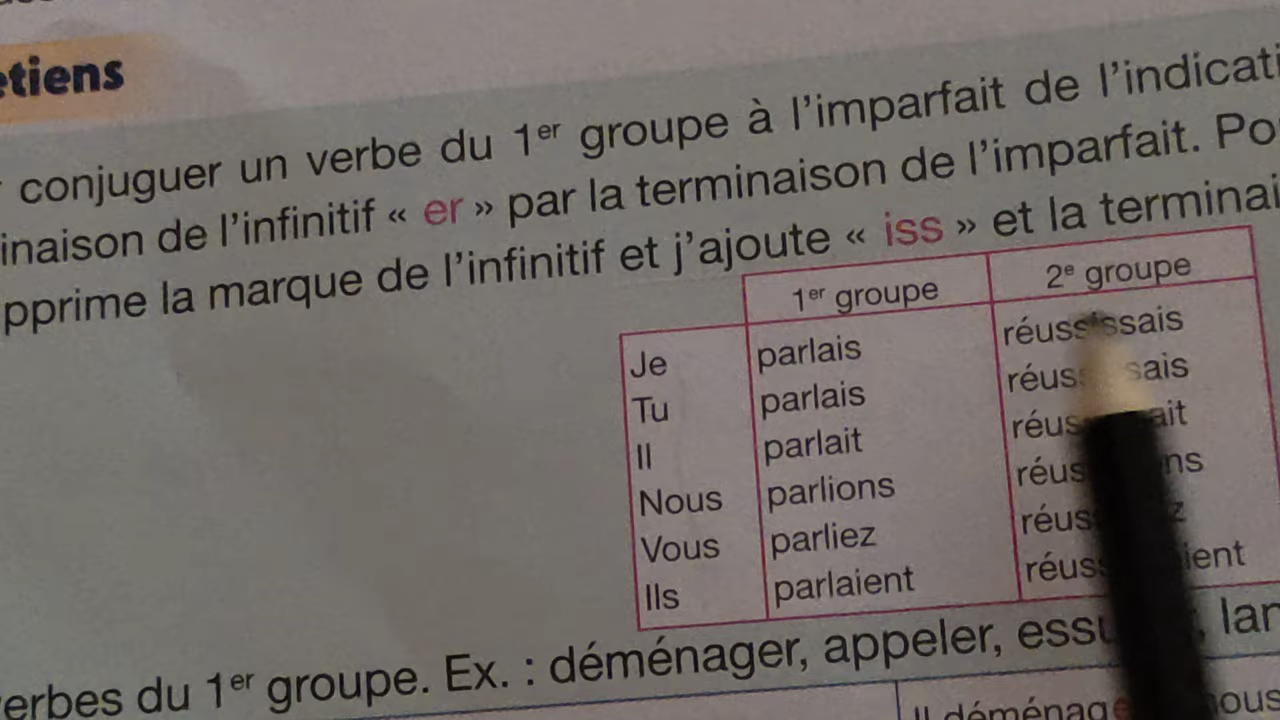 etiens
conjuguer un verbe du 1er groupe à l'imparfait de l'indicati
inaison de l'infinitif « er » par la terminaison de l'imparfait. Po
pprime la marque de l'infinitif et j'ajoute « iss » et la terminai
1er groupe 2e groupe
Je parlais réussissais
Tu parlais
Il parlait
Nous parlions
Vous parliez
Ils parlaient
erbes du 1er groupe. Ex. : déménager, appeler,
Il